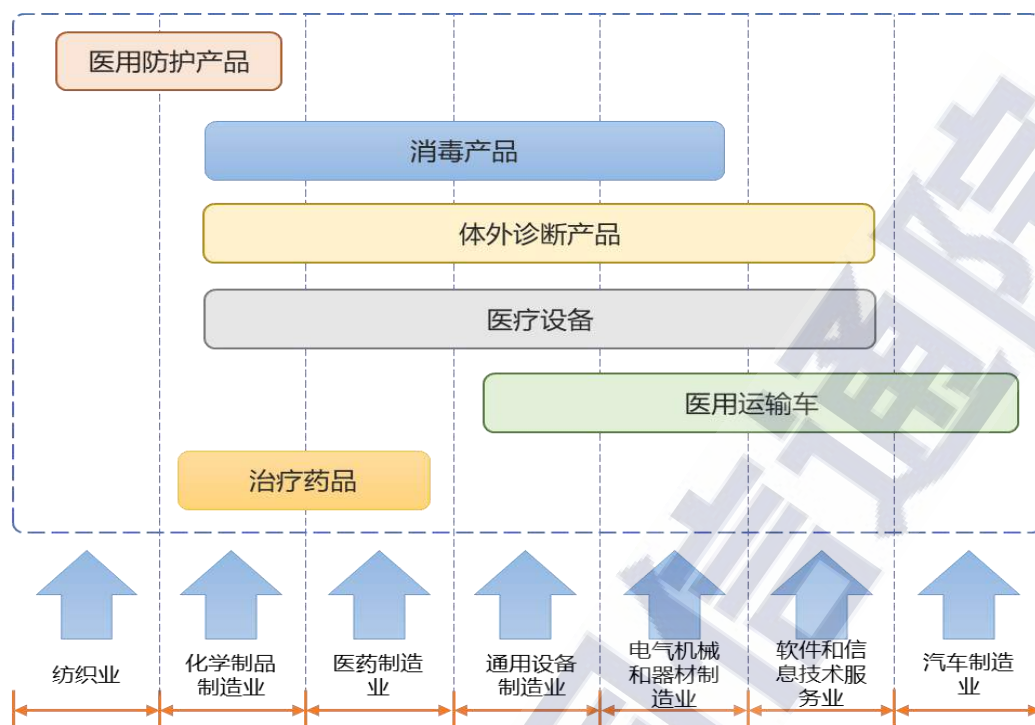 医用防护产品
消毒产品
体外诊断产品
医疗设备
医用运输车
治疗药品
纺织业
化学制品
制造业
医药制造
业
通用设备
制造业
电气机械
和器材制
造业
软件和信
息技术服
务业
汽车制造
业
信通院